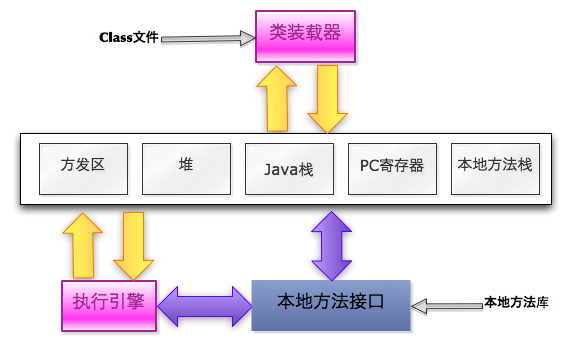 类装载器
Class文件
方发区
堆
Java栈
PC寄存器
本地方法栈
执行引擎
本地方法接口
本地方法库